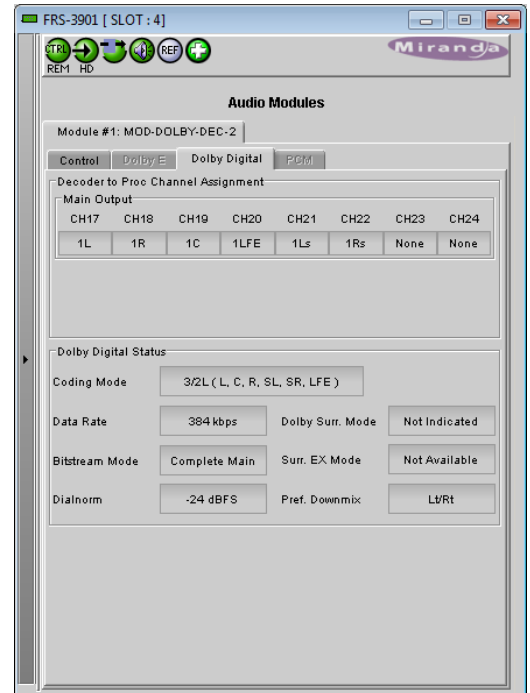 FRS-3901 [ SLOT : 4]
CTRL REF
REM HD
Miranda
Audio Modules
Module #1: MOD-DOLBY-DEC-2
Control Dolby E Dolby Digital PCM
Decoder to Proc Channel Assignment
Main Output
CH17 CH18 CH19 CH20 CH21 CH22 CH23 CH24
1L 1R 1C 1LFE 1Ls 1Rs None None
Dolby Digital Status
Coding Mode 3/2L ( L, C, R, SL, SR, LFE )
Data Rate 384 kbps Dolby Surr. Mode Not Indicated
Bitstream Mode Complete Main Surr. EX Mode Not Available
Dialnorm -24 dBFS Pref. Downmix Lt/Rt